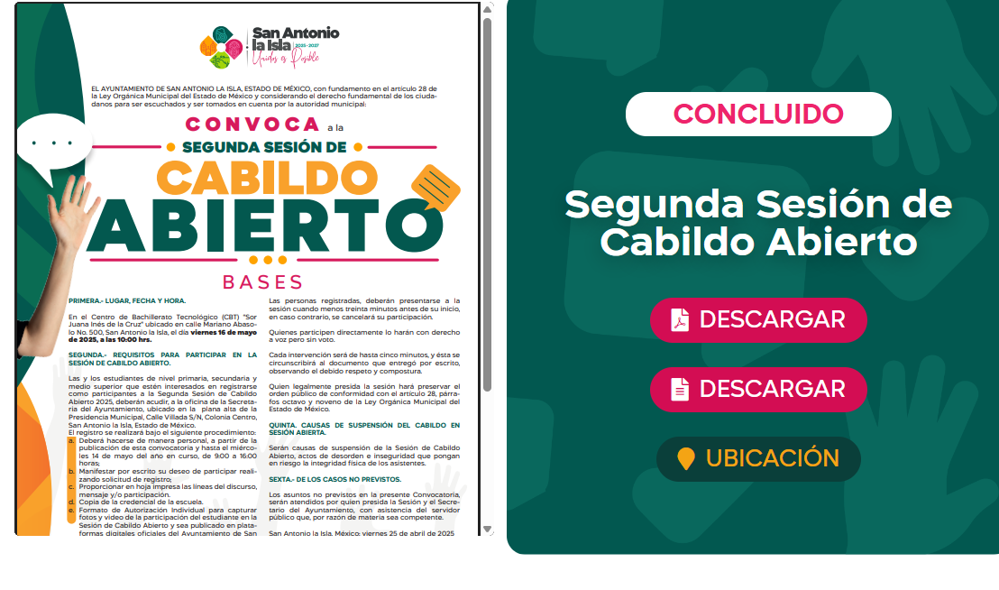 San Antonio
la Isla 2025 - 2027
Unidos es Posible
EL AYUNTAMIENTO DE SAN ANTONIO LA ISLA, ESTADO DE MÉXICO, con fundamento en el artículo 28 de
la Ley Orgánica Municipal del Estado de México y considerando el derecho fundamental de los ciuda-
danos para ser escuchados y ser tomados en cuenta por la autoridad municipal:
CONVOCA a la
SEGUNDA SESIÓN DE
CABILDO
ABIERTO
BASES
PRIMERA.- LUGAR, FECHA Y HORA.
En el Centro de Bachillerato Tecnológico (CBT) "Sor
Juana Inés de la Cruz" ubicado en calle Mariano Abaso-
lo No. 500, San Antonio la Isla, el día viernes 16 de mayo
de 2025, a las 10:00 hrs.
SEGUNDA.- REQUISITOS PARA PARTICIPAR EN LA
SESIÓN DE CABILDO ABIERTO.
Las y los estudiantes de nivel primaria, secundaria y
medio superior que estén interesados en registrarse
como participantes a la Segunda Sesión de Cabildo
Abierto 2025, deberán acudir, a la oficina de la Secreta-
ria del Ayuntamiento, ubicado en la plana alta de la
Presidencia Municipal, Calle Villada S/N, Colonia Centro,
San Antonio la Isla, Estado de México.
El registro se realizará bajo el siguiente procedimiento:
a. Deberá hacerse de manera personal, a partir de la
publicación de esta convocatoria y hasta el miérco-
les 14 de mayo del año en curso, de 9:00 a 16:00
horas;
b. Manifestar por escrito su deseo de participar reali-
zando solicitud de registro;
c. Proporcionar en hoja impresa las líneas del discurso,
mensaje y/o participación.
d. Copia de la credencial de la escuela.
e. Formato de Autorización Individual para capturar
fotos y video de la participación del estudiante en la
Sesión de Cabildo Abierto y sea publicado en plata-
formas digitales oficiales del Ayuntamiento de San
Las personas registradas, deberán presentarse a la
sesión cuando menos treinta minutos antes de su inicio,
en caso contrario, se cancelará su participación.
Quienes participen directamente lo harán con derecho
a voz pero sin voto.
Cada intervención será de hasta cinco minutos, y ésta se
circunscribirá al documento que entregó por escrito,
observando el debido respeto y compostura.
Quien legalmente presida la sesión hará preservar el
orden público de conformidad con el artículo 28, párra-
fos octavo y noveno de la Ley Orgánica Municipal del
Estado de México.
QUINTA. CAUSAS DE SUSPENSIÓN DEL CABILDO EN
SESIÓN ABIERTA.
Serán causas de suspensión de la Sesión de Cabildo
Abierto, actos de desorden e inseguridad que pongan
en riesgo la integridad física de los asistentes.
SEXTA.- DE LOS CASOS NO PREVISTOS.
Los asuntos no previstos en la presente Convocatoria,
serán atendidos por quien presida la Sesión y el Secre-
tario del Ayuntamiento, con asistencia del servidor
público que, por razón de materia sea competente.
San Antonio la Isla, México; viernes 25 de abril de 2025
CONCLUIDO
Segunda Sesión de
Cabildo Abierto
DESCARGAR
DESCARGAR
UBICACIÓN